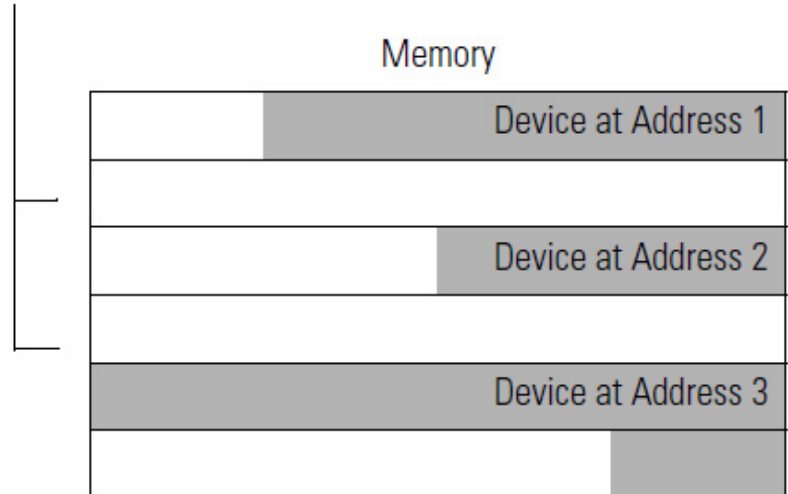 Memory
Device at Address 1
Device at Address 2
Device at Address 3